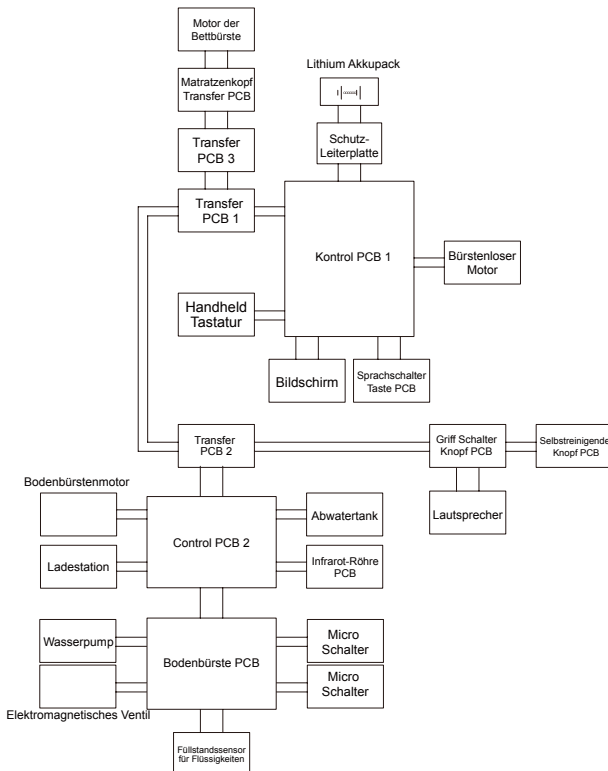 Motor der
Bettbürste
Lithium Akkupack
Matratzenkopf
Transfer PCB
Schutz-
Leiterplatte
Transfer
PCB 3
Transfer
PCB 1
Kontrol PCB 1
Bürstenloser
Motor
Handheld
Tastatur
Bildschirm
Sprachschalter
Taste PCB
Transfer
PCB 2
Griff Schalter
Knopf PCB
Selbstreinigende
Knopf PCB
Bodenbürstenmotor
Lautsprecher
Abwatertank
Control PCB 2
Ladestation
Infrarot-Röhre
PCB
Wasserpump
Micro
Schalter
Bodenbürste PCB
Micro
Schalter
Elektromagnetisches Ventil
Füllstandssensor
für Flüssigkeiten